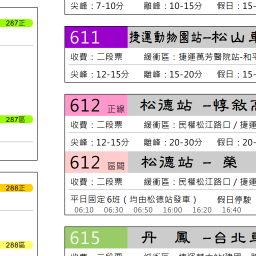 287正
287區
288正
288區
尖峰：7-10分 離峰：10-15分 假日：15-
611 捷運動物園站－松山車
收費：二段票 緩衝區：捷運萬芳醫院站-和平
尖峰：12-15分 離峰：15-20分 假日：15-
612 正線 松德站 －惇敘高
收費：二段票 緩衝區：民權松江路口 / 捷運
尖峰：12-15分 離峰：20-30分 假日：20-
612 區間 松德站 － 榮
收費：二段票 緩衝區：民權松江路口 / 捷運
平日固定6班（均由松德站發車） 假日停駛
06:10 06:30 06:50 16:00 16:20 16:40
615 丹 鳳 －台北車